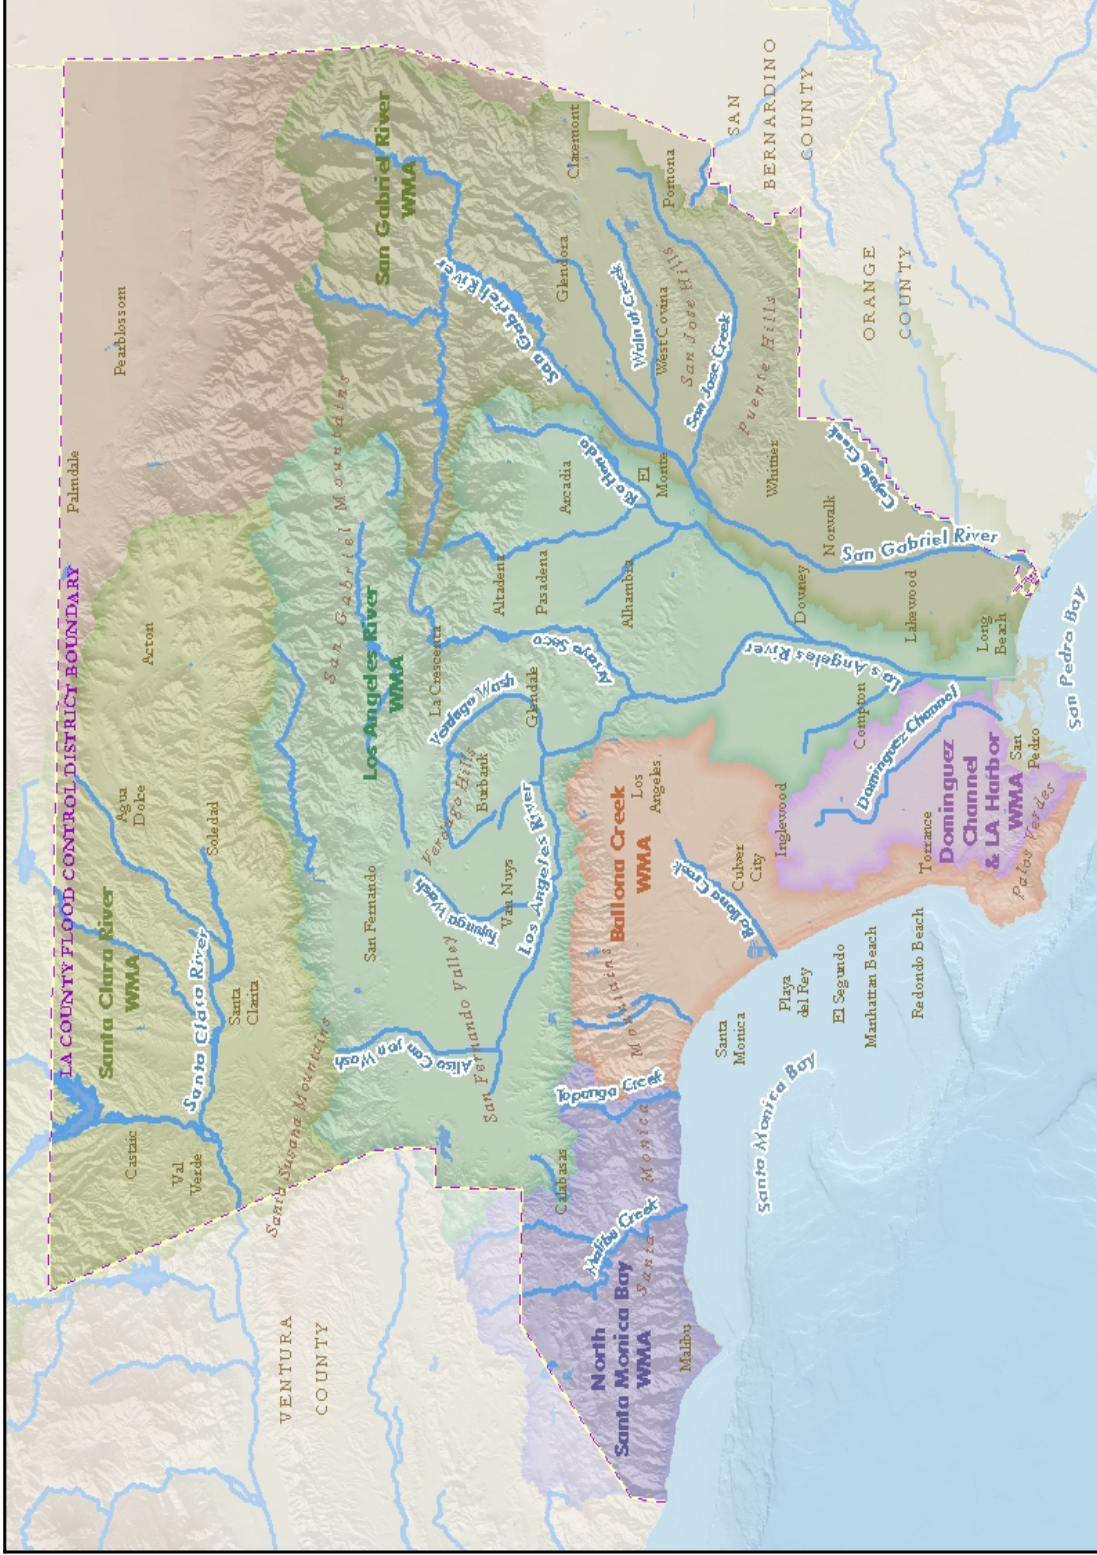 LA COUNTY FLOOD CONTROL DISTRICT BOUNDARY
Santa Clara River
WMA
Castaic
Val
Verde
Santa Clara River
Santa
Clarita
Agua
Dulce
Soledad
Acton
Palmdale
Pearblossom
Santa Susana Mountains
VENTURA
COUNTY
San Gabriel Mountains
Los Angeles River
WMA
San Gabriel River
WMA
San Fernando
Aliso Canyon Wash
San Fernando Valley
Tujunga Wash
Van Nuys
Verdugo Hills
Burbank
Verdugo Wash
La Crescenta
Glendale
Los Angeles River
Arroyo Seco
Altadena
Pasadena
Alhambra
Arcadia
Rio Hondo
El
Monte
San Gabriel River
Glendora
Claremont
Walnut Creek
West Covina
San Jose Hills
San Jose Creek
Pomona
Puente Hills
SAN
BERNARDINO
COUNTY
Calabasas
Topanga Creek
Malibu Creek
Santa Monica Mountains
North
Santa Monica Bay
WMA
Malibu
Ballona Creek
WMA
Los
Angeles
Ballona Creek
Culver
City
Inglewood
Santa
Monica
Santa Monica Bay
Playa
del Rey
El Segundo
Manhattan Beach
Redondo Beach
Los Angeles River
Downey
Compton
Dominguez Channel
Dominguez
Channel
& LA Harbor
WMA
Torrance
Palos Verdes
San
Pedro
Whittier
Norwalk
Coyote Creek
San Gabriel River
Lakewood
Long
Beach
ORANGE
COUNTY
San Pedro Bay